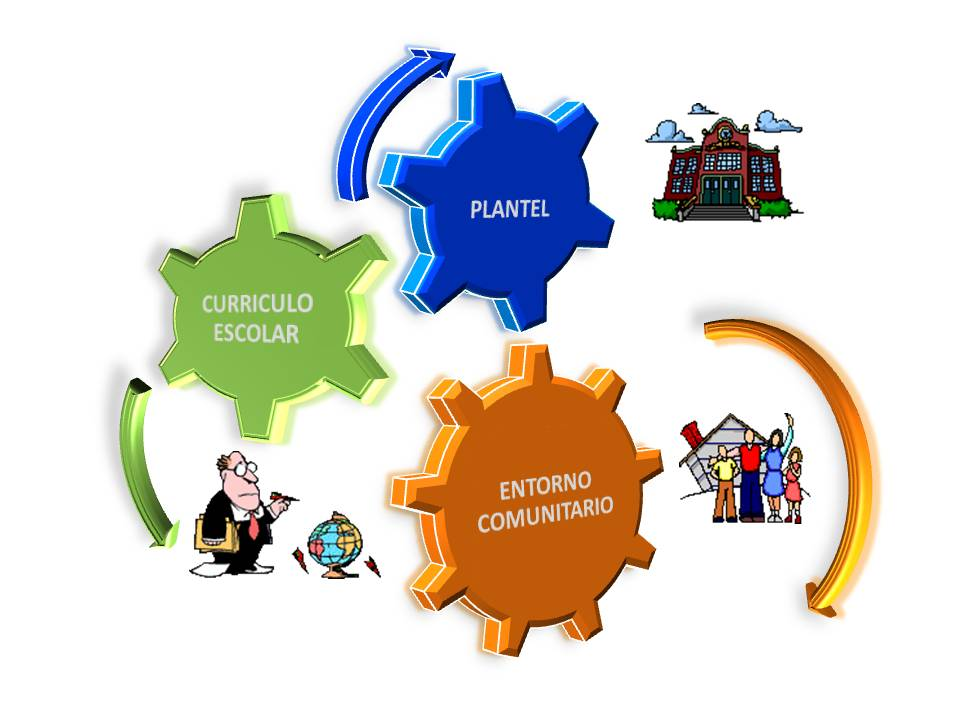 PLANTEL
CURRICULO
ESCOLAR
ENTORNO
COMUNITARIO